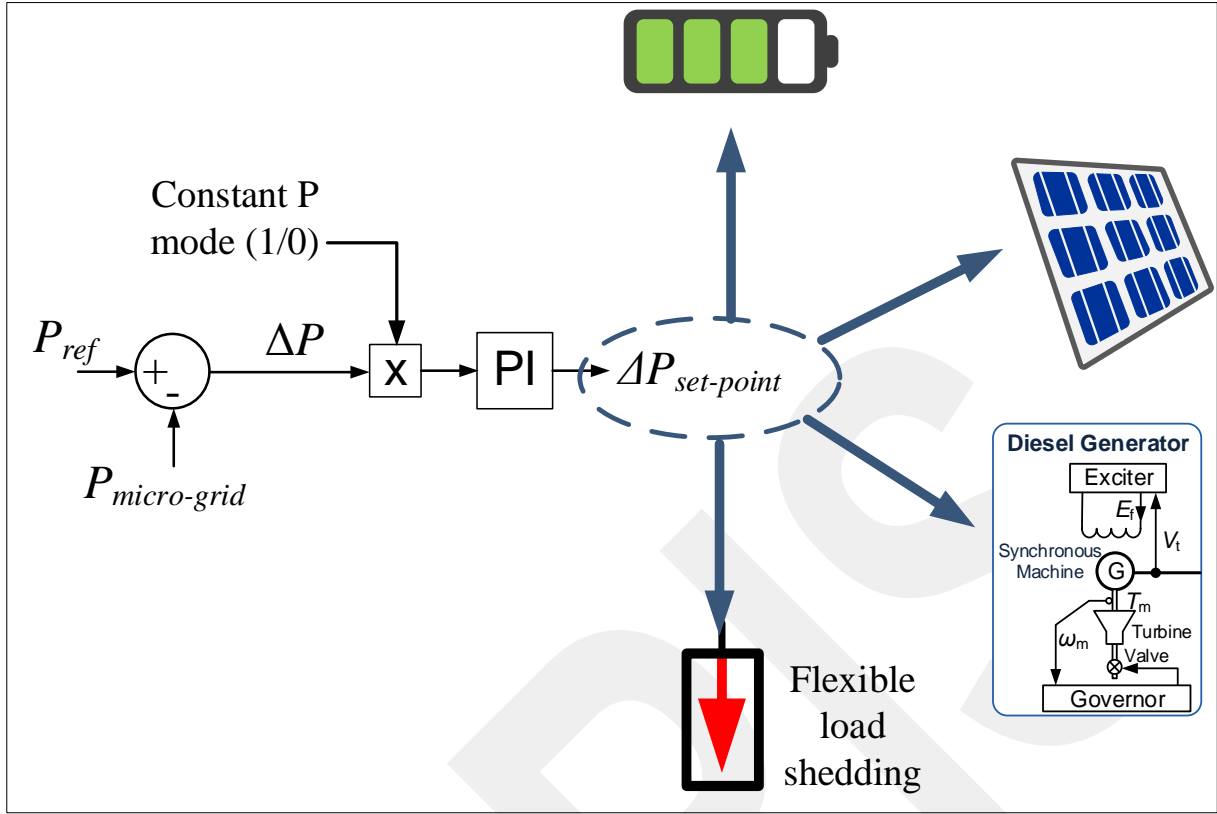 Constant P
mode (1/0)
P_ref
+
-
ΔP
x
PI
ΔP_set-point
P_micro-grid
Diesel Generator
Exciter
E_f
V_t
Synchronous
Machine
G
T_m
Turbine
ω_m
Valve
Governor
Flexible
load
shedding